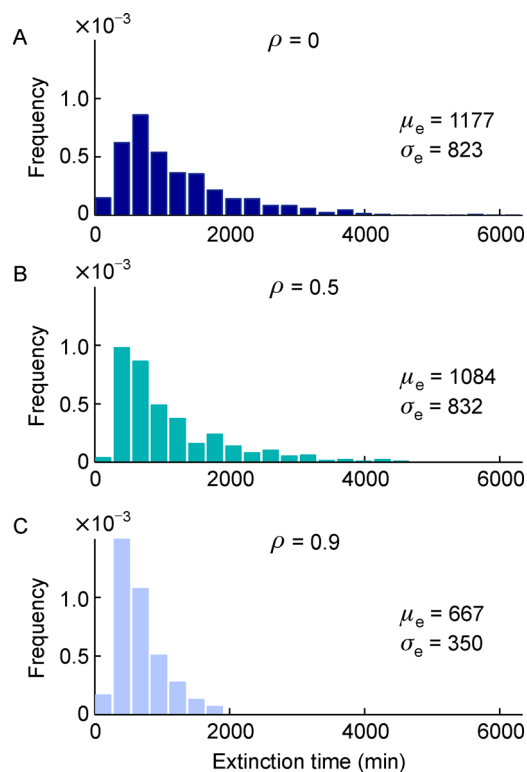 A
×10⁻³
ρ = 0
1.0
0.5
0
Frequency
μₑ = 1177
σₑ = 823
0 2000 4000 6000
B
×10⁻³
ρ = 0.5
1.0
0.5
0
Frequency
μₑ = 1084
σₑ = 832
0 2000 4000 6000
C
×10⁻³
ρ = 0.9
1.0
0.5
0
Frequency
μₑ = 667
σₑ = 350
0 2000 4000 6000
Extinction time (min)